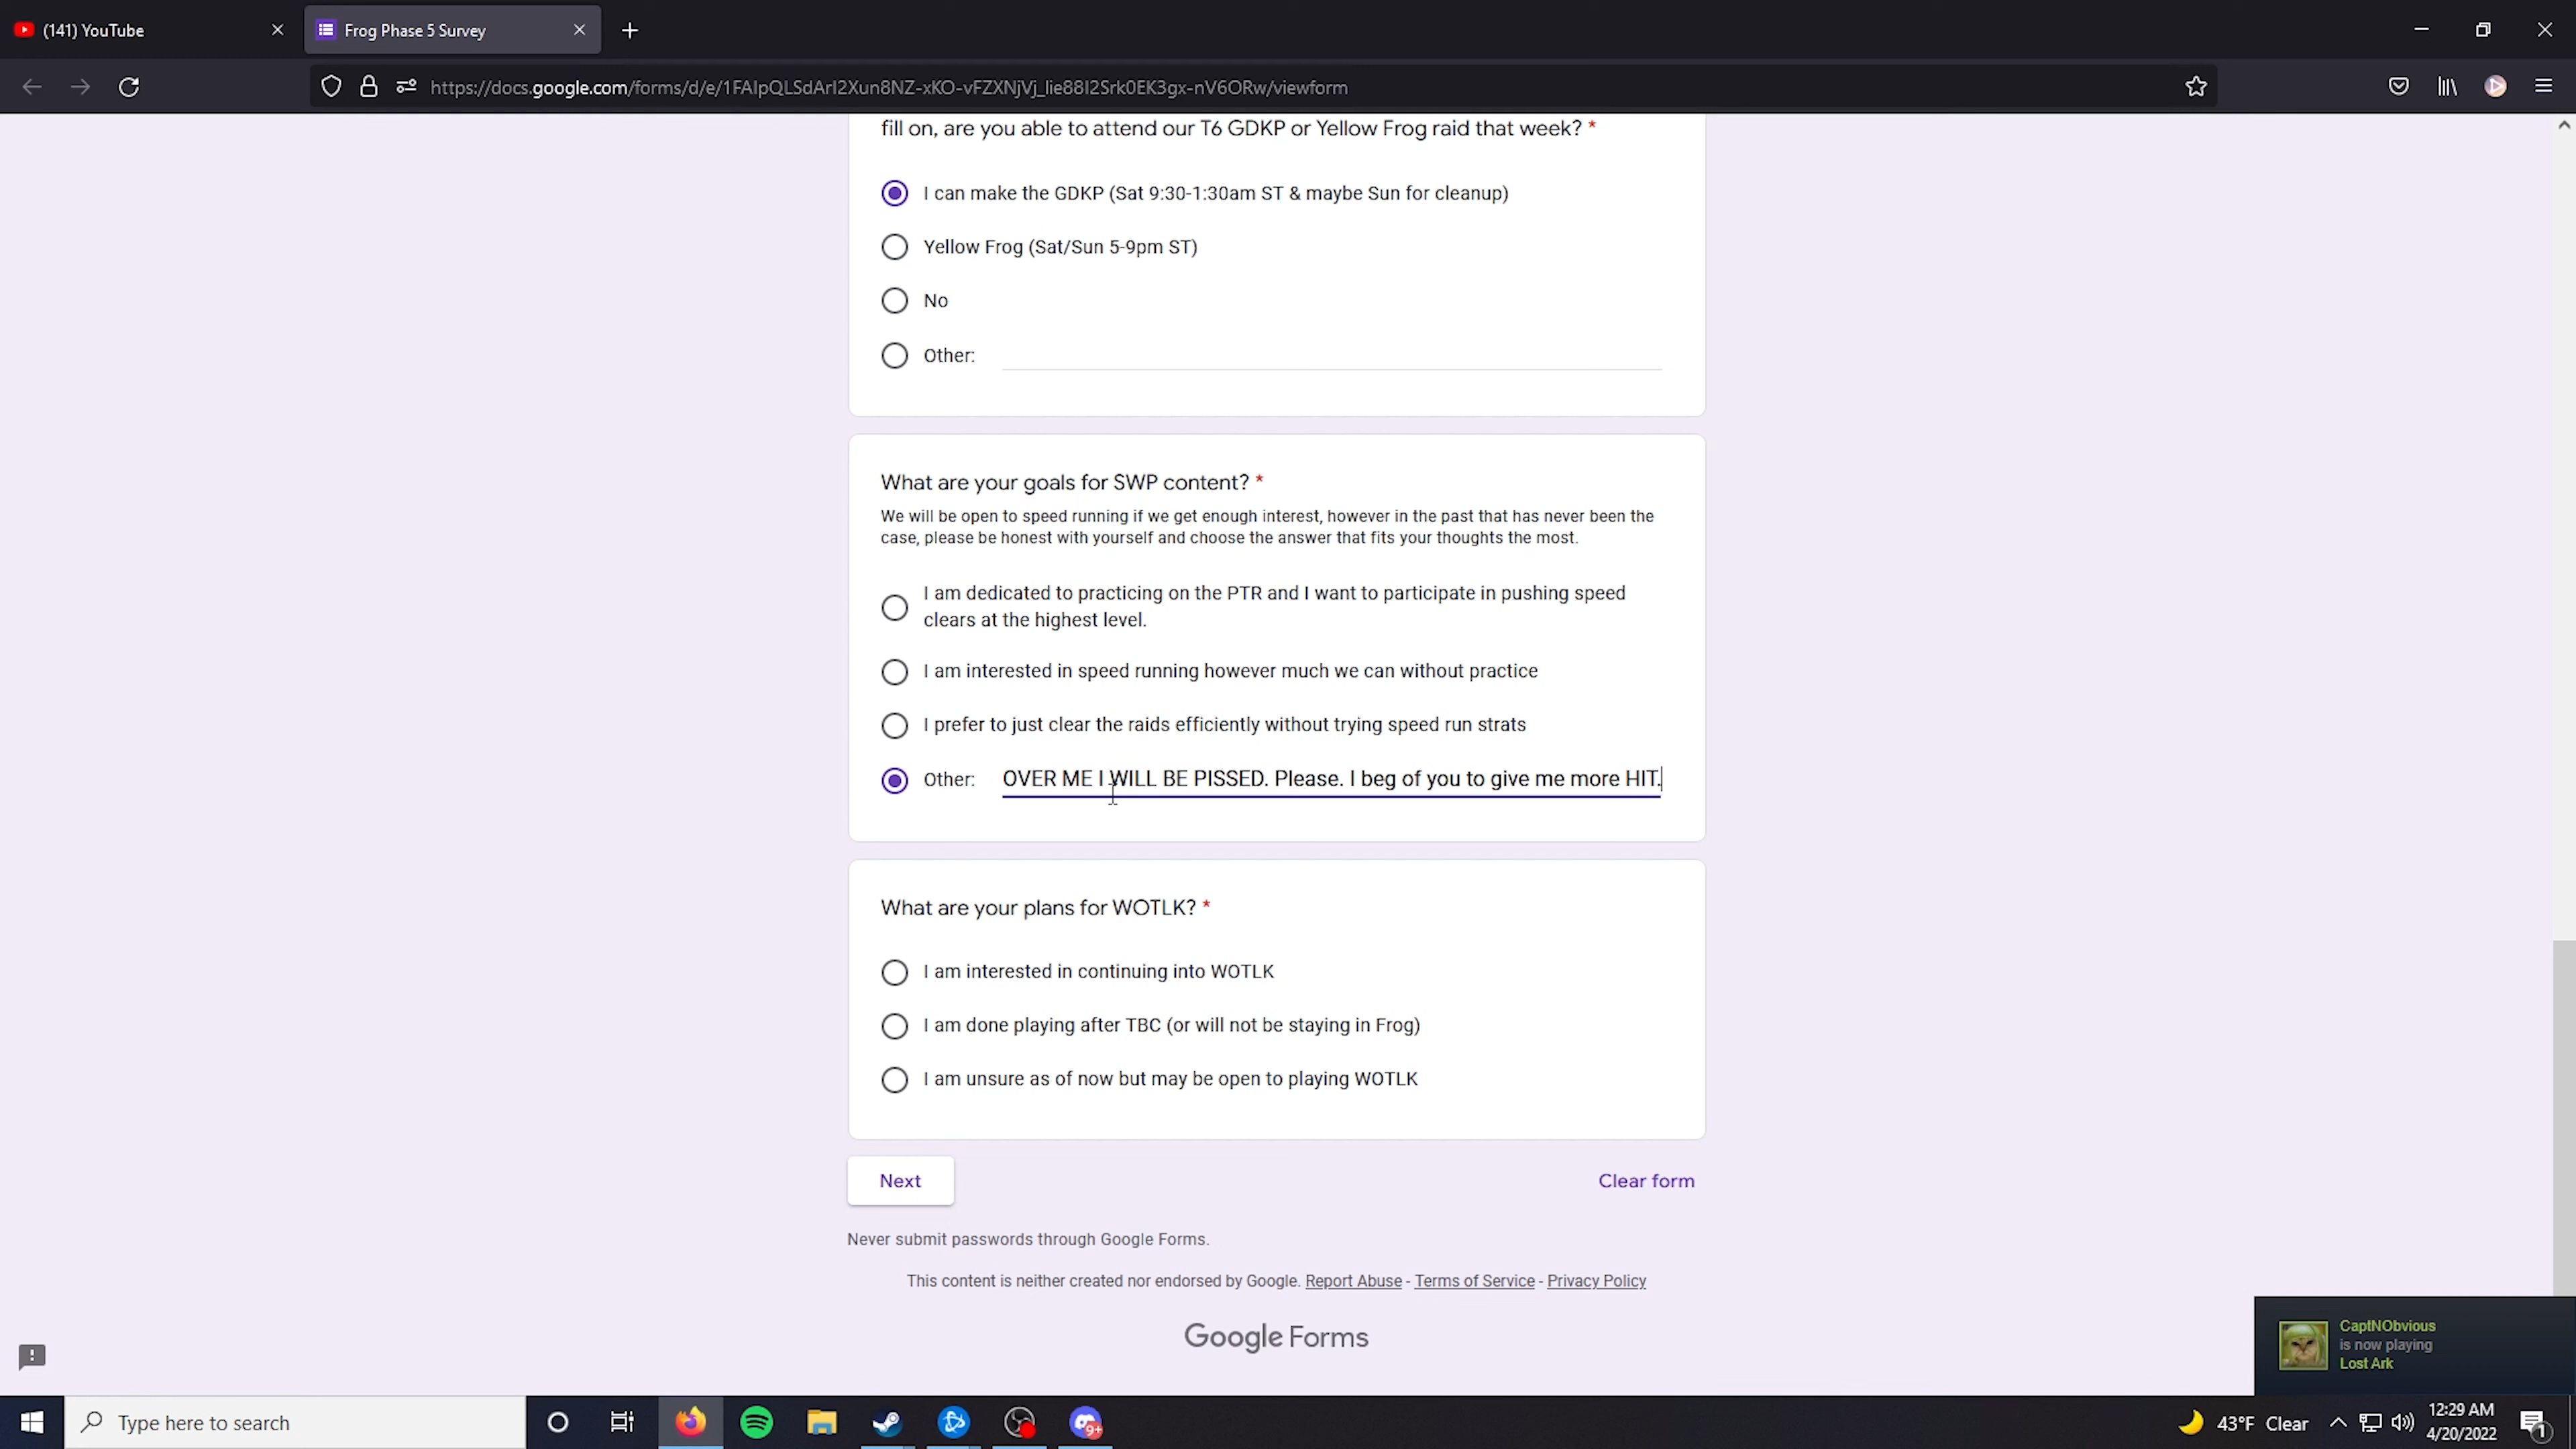 (141) YouTube
Frog Phase 5 Survey
https://docs.google.com/forms/d/e/1FAIpQLSdArI2Xun8NZ-xKO-vFZXNjVj_lie88I2Srk0EK3gx-nV6ORw/viewform
fill on, are you able to attend our T6 GDKP or Yellow Frog raid that week? *
I can make the GDKP (Sat 9:30-1:30am ST & maybe Sun for cleanup)
Yellow Frog (Sat/Sun 5-9pm ST)
No
Other:
What are your goals for SWP content? *
We will be open to speed running if we get enough interest, however in the past that has never been the
case, please be honest with yourself and choose the answer that fits your thoughts the most.
I am dedicated to practicing on the PTR and I want to participate in pushing speed
clears at the highest level.
I am interested in speed running however much we can without practice
I prefer to just clear the raids efficiently without trying speed run strats
Other: OVER ME I WILL BE PISSED. Please. I beg of you to give me more HIT.
What are your plans for WOTLK? *
I am interested in continuing into WOTLK
I am done playing after TBC (or will not be staying in Frog)
I am unsure as of now but may be open to playing WOTLK
Next
Clear form
Never submit passwords through Google Forms.
This content is neither created nor endorsed by Google. Report Abuse - Terms of Service - Privacy Policy
Google Forms
CaptNObvious
is now playing
Lost Ark
Type here to search
9+
43°F Clear
12:29 AM
4/20/2022
1